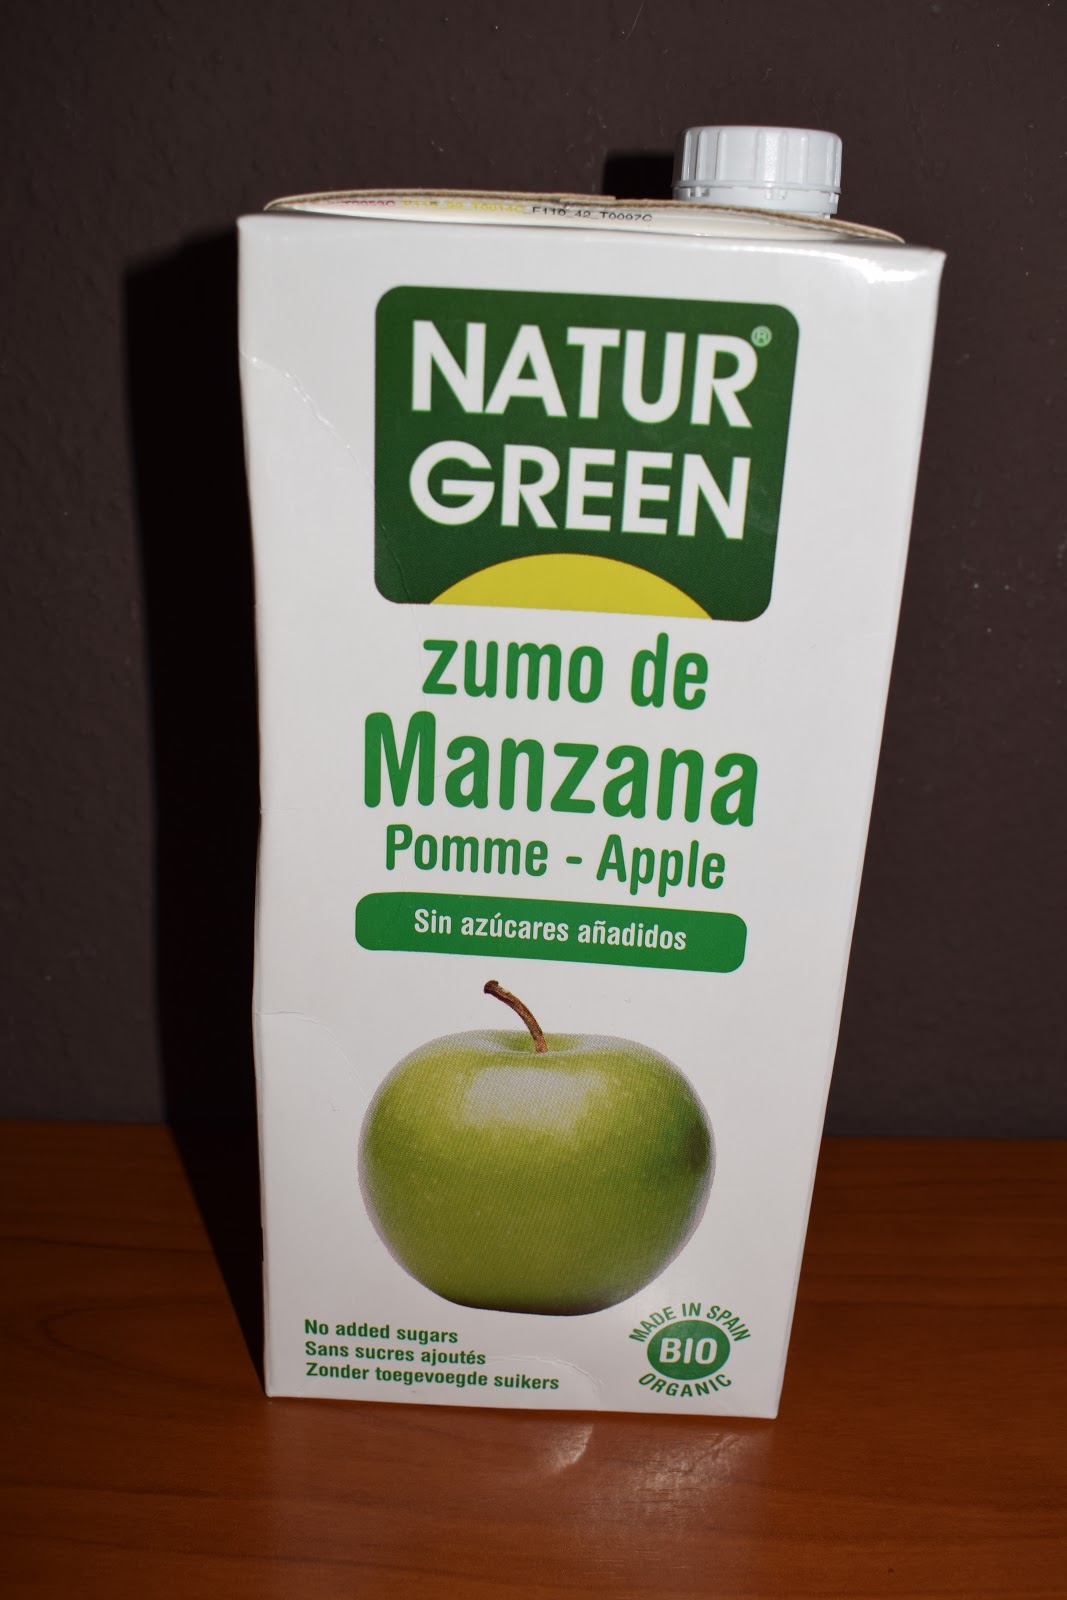 F110_42_T0097C
NATUR®
GREEN
zumo de
Manzana
Pomme - Apple
Sin azúcares añadidos
No added sugars
Sans sucres ajoutés
Zonder toegevoegde suikers
MADE IN SPAIN
BIO
ORGANIC